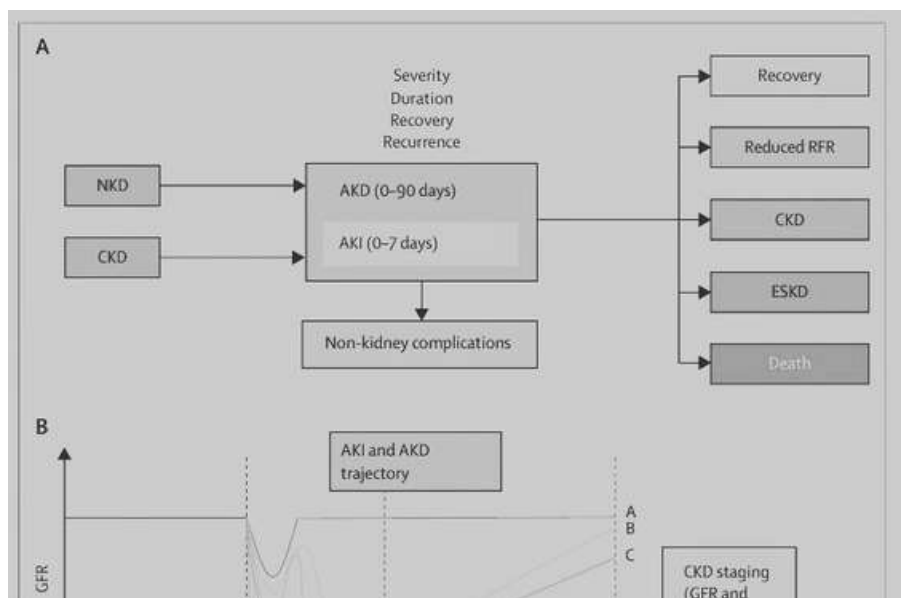 A
Severity
Duration
Recovery
Recurrence
NKD
CKD
AKD (0–90 days)
AKI (0–7 days)
Non-kidney complications
Recovery
Reduced RFR
CKD
ESKD
Death
B
AKI and AKD
trajectory
GFR
A
B
C
CKD staging
(GFR and